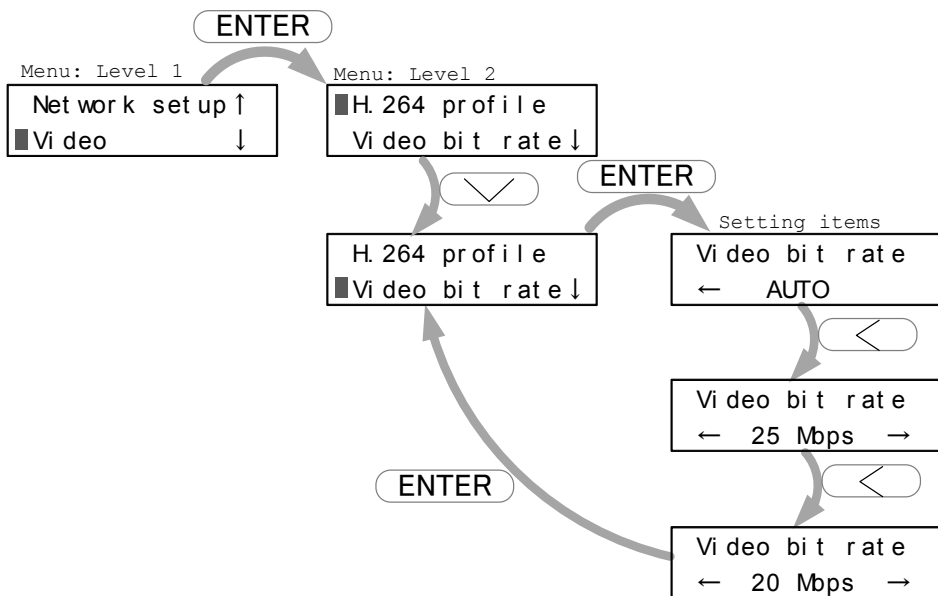 ENTER
Menu: Level 1
Network setup ↑
Video ↓
Menu: Level 2
H.264 profile
Video bit rate ↓
ENTER
H.264 profile
Video bit rate ↓
Setting items
Video bit rate
← AUTO
Video bit rate
← 25 Mbps →
ENTER
Video bit rate
← 20 Mbps →